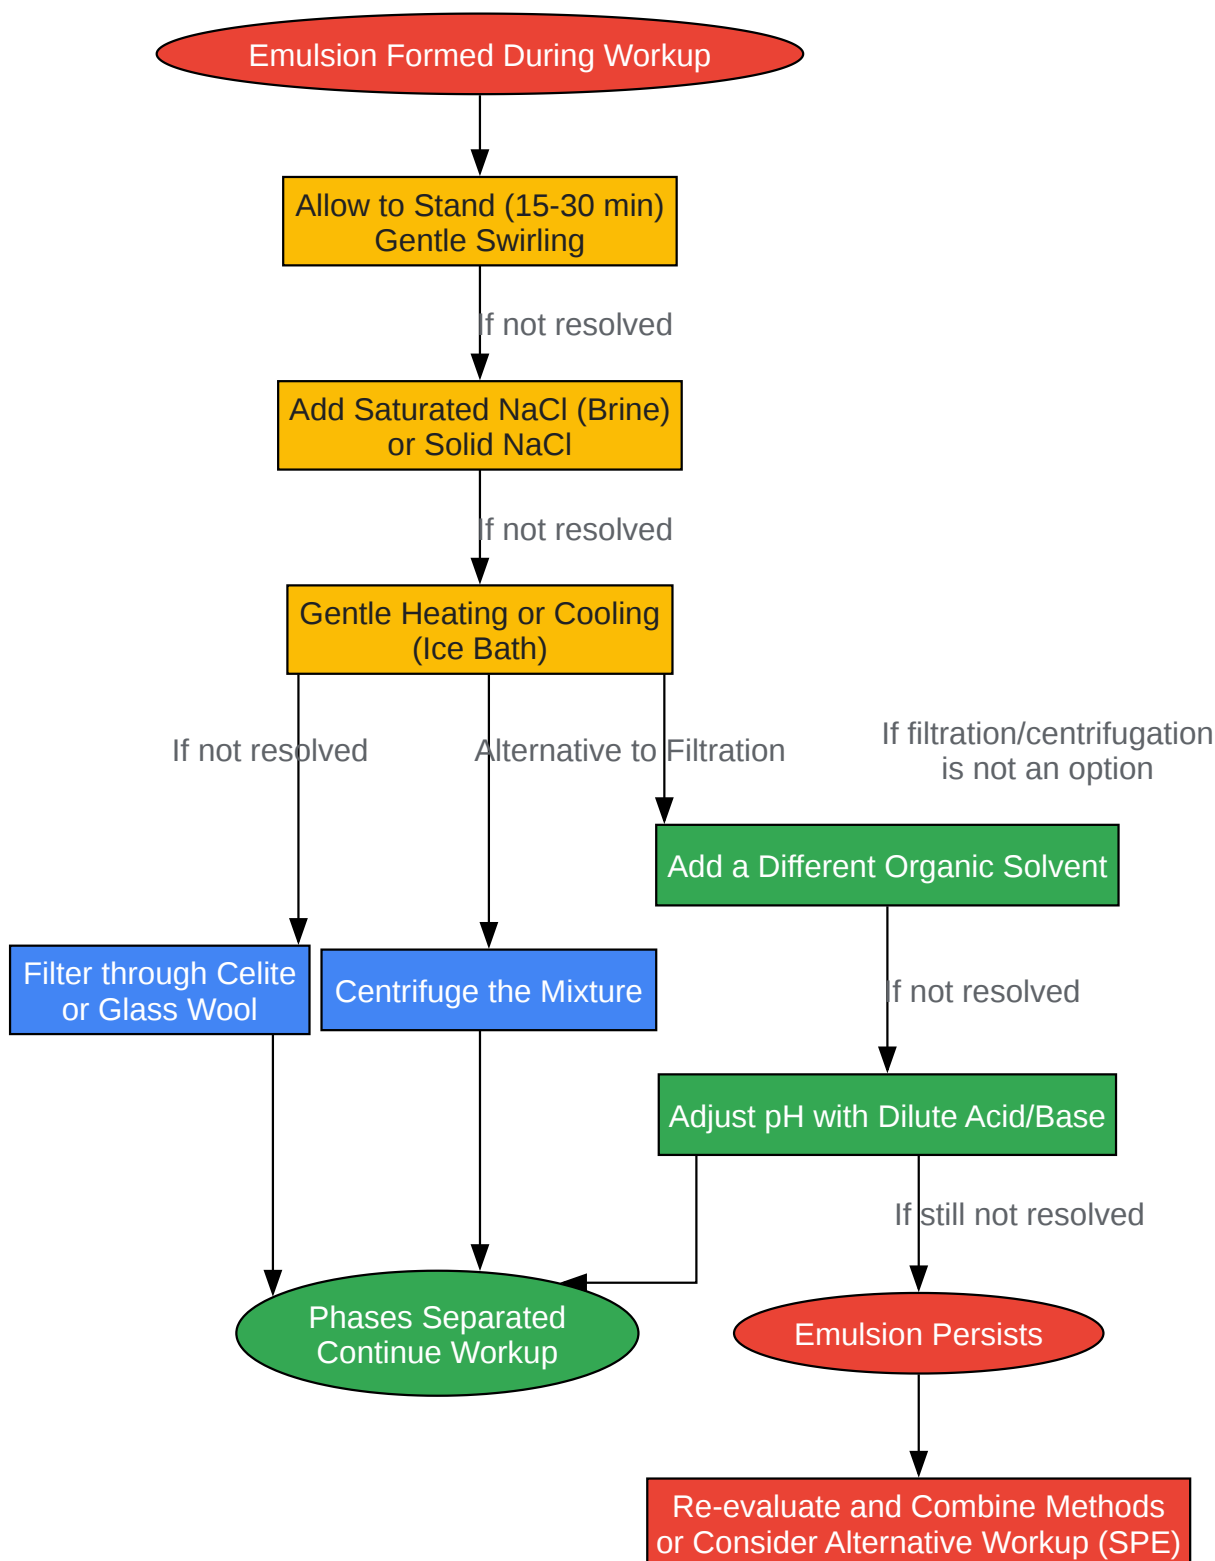 Emulsion Formed During Workup
Allow to Stand (15-30 min)
Gentle Swirling
If not resolved
Add Saturated NaCl (Brine)
or Solid NaCl
If not resolved
Gentle Heating or Cooling
(Ice Bath)
If not resolved
Alternative to Filtration
If filtration/centrifugation
is not an option
Add a Different Organic Solvent
Filter through Celite
or Glass Wool
Centrifuge the Mixture
If not resolved
Adjust pH with Dilute Acid/Base
If still not resolved
Phases Separated
Continue Workup
Emulsion Persists
Re-evaluate and Combine Methods
or Consider Alternative Workup (SPE)